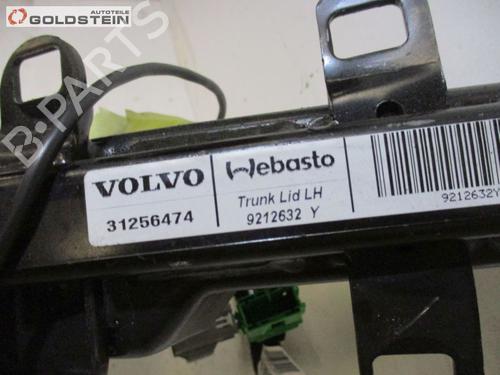 AUTOTEILE
GOLDSTEIN
B-PARTS
VOLVO
31256474
Webasto
Trunk Lid LH
9212632 Y
9212632Y